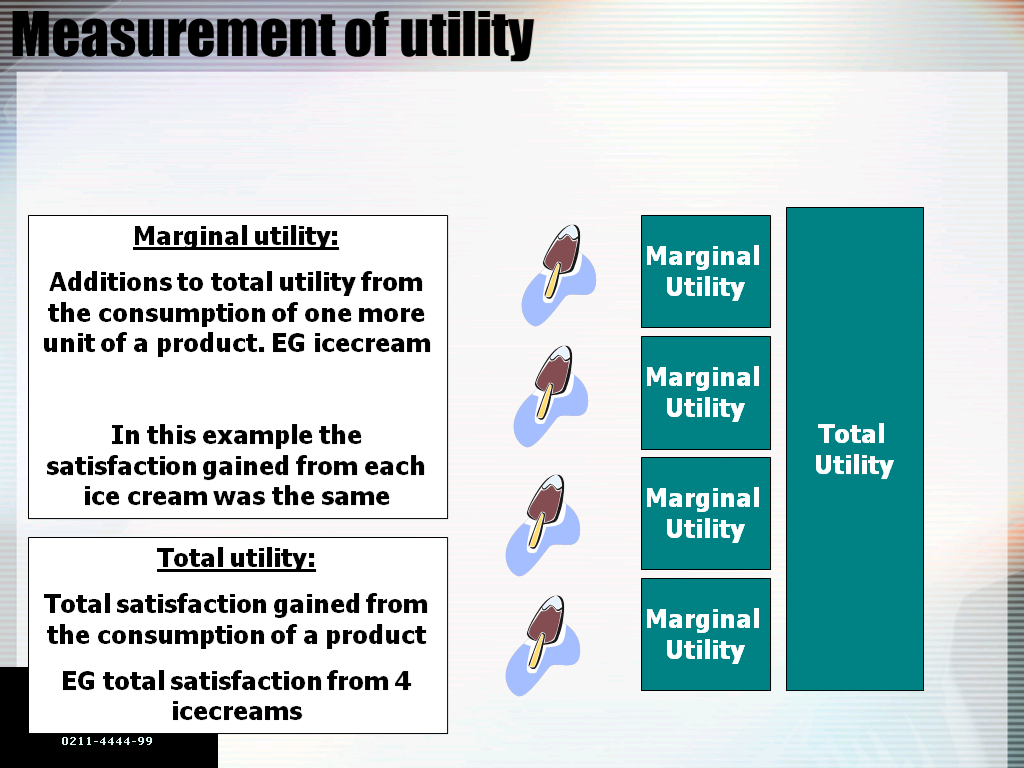 Measurement of utility
Marginal utility:
Additions to total utility from
the consumption of one more
unit of a product. EG icecream
In this example the
satisfaction gained from each
ice cream was the same
Total utility:
Total satisfaction gained from
the consumption of a product
EG total satisfaction from 4
icecreams
0211-4444-99
Marginal
Utility
Marginal
Utility
Marginal
Utility
Marginal
Utility
Total
Utility